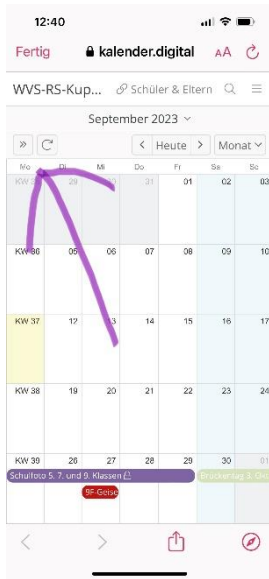 12:40
Fertig kalender.digital AA
WVS-RS-Kup... Schüler & Eltern
September 2023
Heute Monat
Mo Di Mi Do Fr Sa So
29 31 01 02 03
KW 36 05 06 07 08 09 10
KW 37 12 13 14 15 16 17
KW 38 19 20 21 22 23 24
KW 39 26 27 28 29 30 01
Schulfoto 5. 7. und 9. Klassen Brückentag 3. Okt
9F-Geise